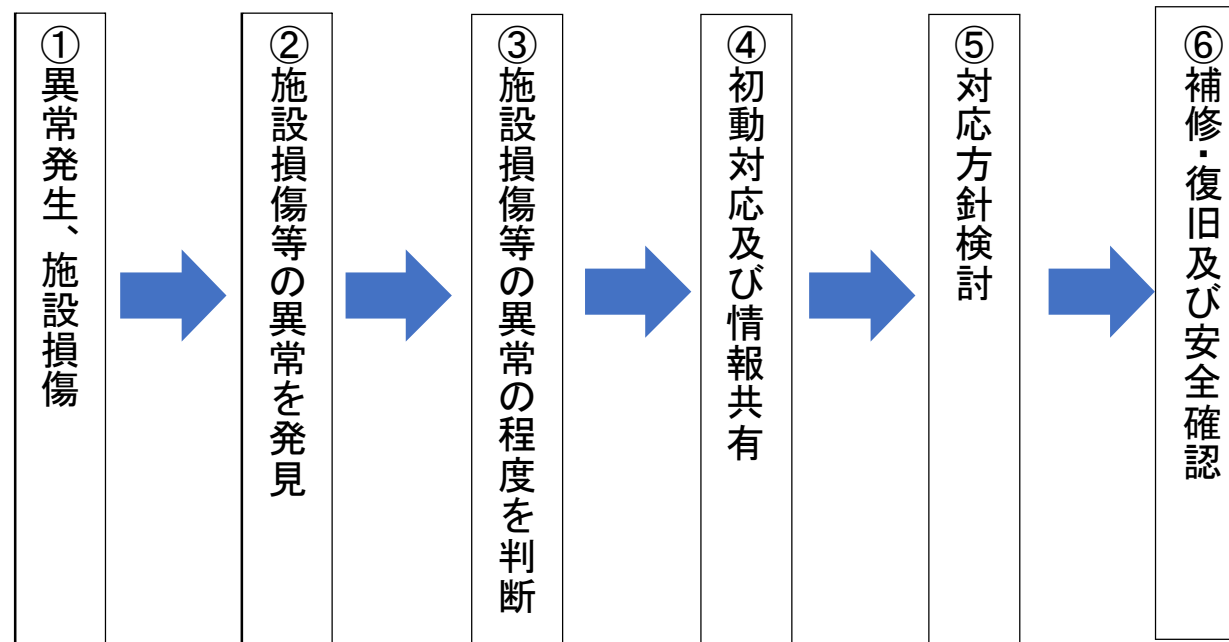 ①異常発生、施設損傷
②施設損傷等の異常を発見
③施設損傷等の異常の程度を判断
④初動対応及び情報共有
⑤対応方針検討
⑥補修・復旧及び安全確認